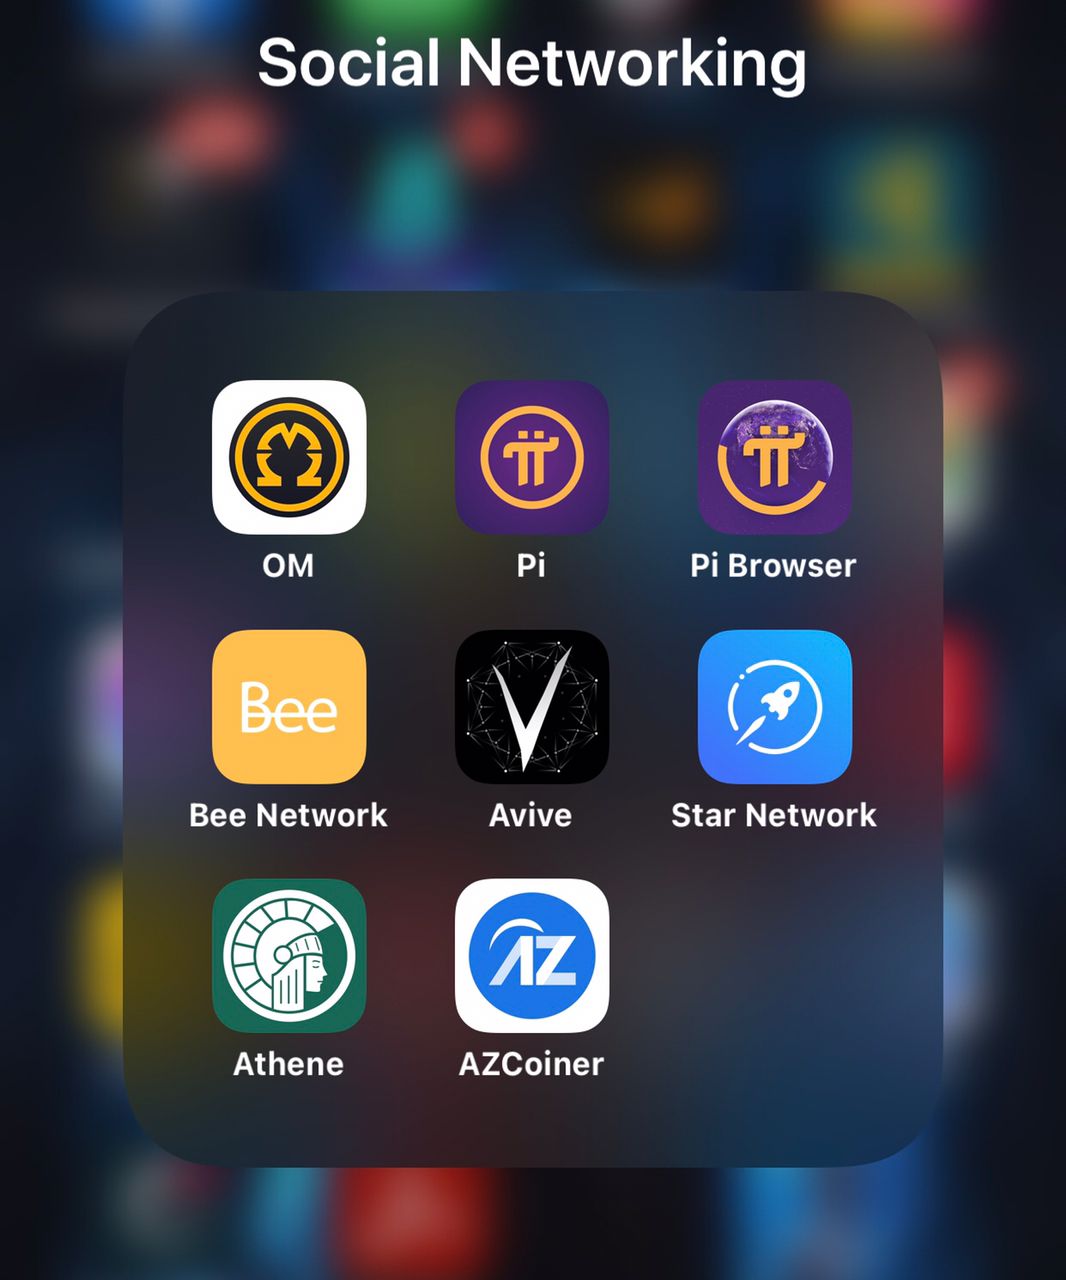 Social Networking
OM
Pi
Pi Browser
Bee
Bee Network
Avive
Star Network
AZ
Athene
AZCoiner